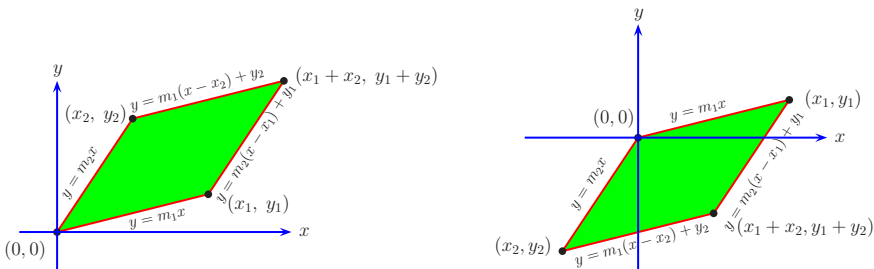 y
(x₁+x₂, y₁+y₂)
y = m₁(x−x₂)+y₂
(x₂, y₂)
y = m₂x
y = m₂(x−x₁)+y₁
(x₁, y₁)
y = m₁x
x
(0,0)
y
(x₁,y₁)
y = m₁x
(0,0)
x
y = m₂x
y = m₂(x−x₁)+y₁
(x₁+x₂,y₁+y₂)
(x₂,y₂)
y = m₁(x−x₂)+y₂